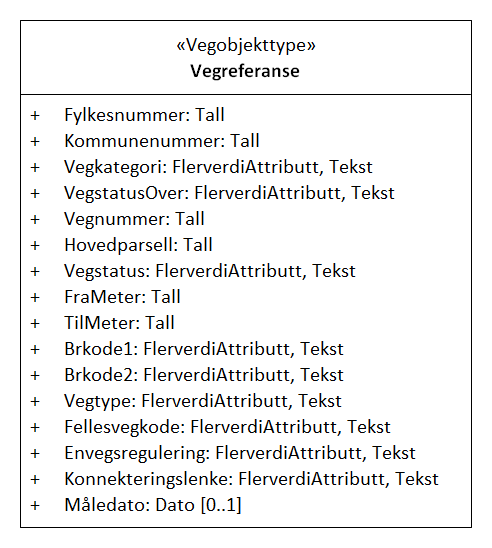 «Vegobjekttype»
Vegreferanse
+ Fylkesnummer: Tall
+ Kommunenummer: Tall
+ Vegkategori: FlerverdiAttributt, Tekst
+ VegstatusOver: FlerverdiAttributt, Tekst
+ Vegnummer: Tall
+ Hovedparsell: Tall
+ Vegstatus: FlerverdiAttributt, Tekst
+ FraMeter: Tall
+ TilMeter: Tall
+ Brkode1: FlerverdiAttributt, Tekst
+ Brkode2: FlerverdiAttributt, Tekst
+ Vegtype: FlerverdiAttributt, Tekst
+ Fellesvegkode: FlerverdiAttributt, Tekst
+ Envegsregulering: FlerverdiAttributt, Tekst
+ Konnekteringslenke: FlerverdiAttributt, Tekst
+ Måledato: Dato [0..1]